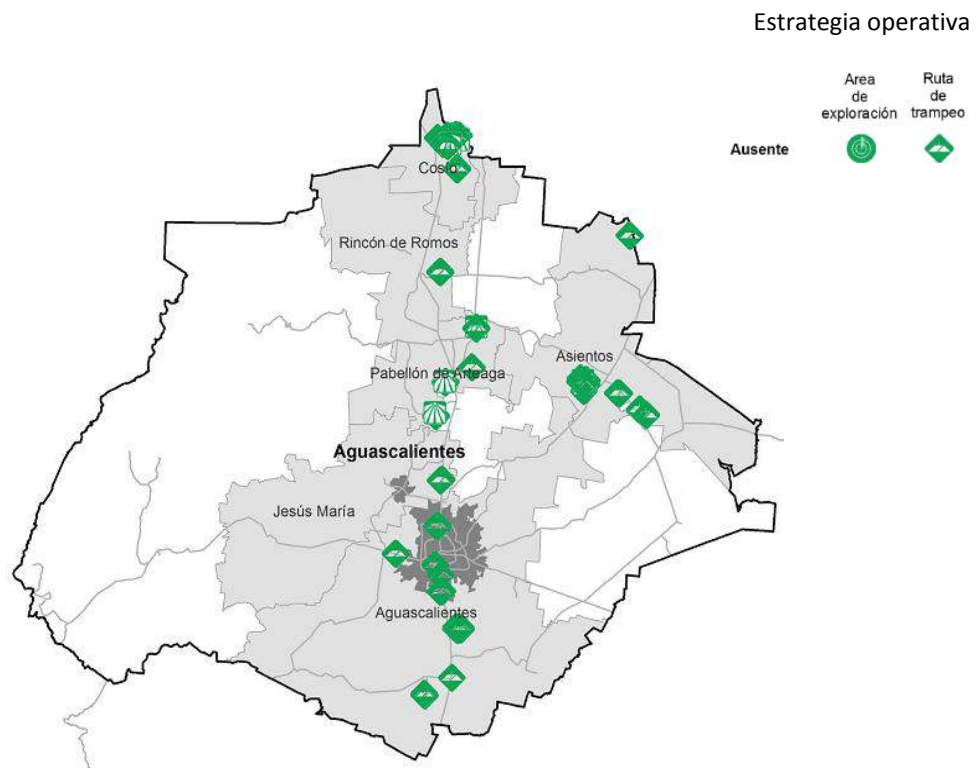 Estrategia operativa
Area de exploración
Ruta de trampeo
Ausente
Cosío
Rincón de Romos
Asientos
Pabellón de Arteaga
Aguascalientes
Jesús María
Aguascalientes